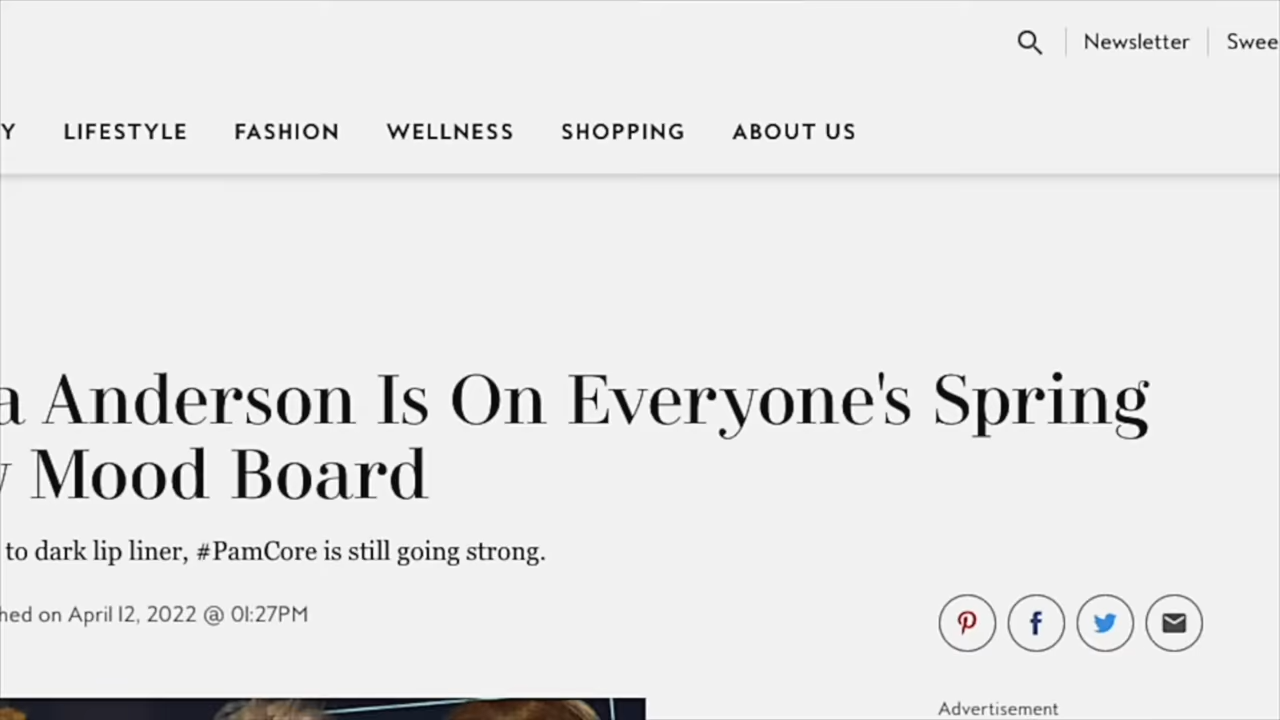 Newsletter
LIFESTYLE FASHION WELLNESS SHOPPING ABOUT US
Anderson Is On Everyone's Spring
Mood Board
to dark lip liner, #PamCore is still going strong.
on April 12, 2022 @ 01:27PM
Advertisement